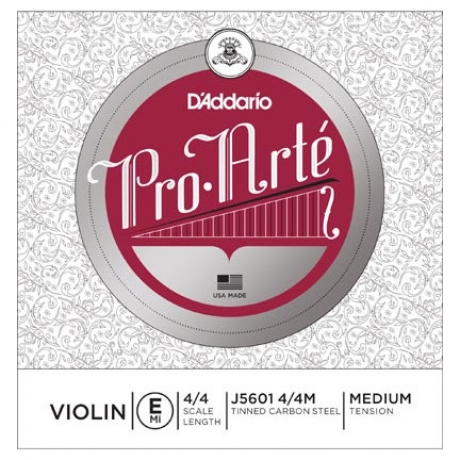 D'Addario
Pro·Arté
USA MADE
VIOLIN
E
Mi
4/4
SCALE
LENGTH
J5601 4/4M
TINNED CARBON STEEL
MEDIUM
TENSION